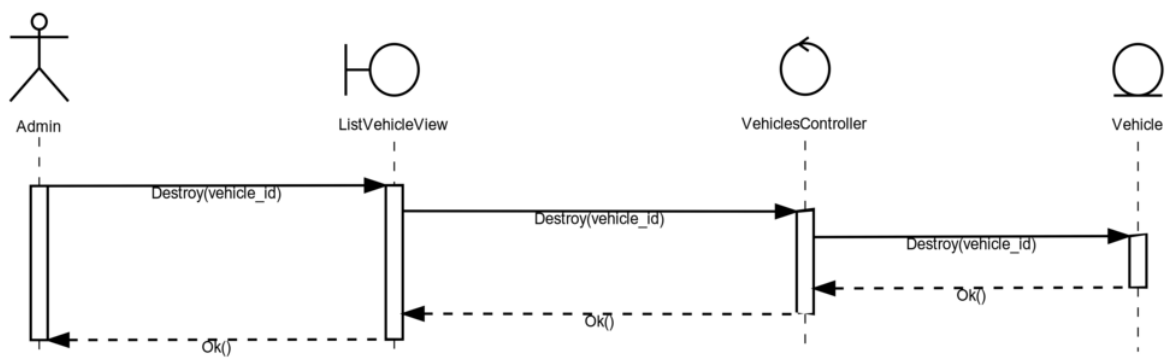 Admin
ListVehicleView
VehiclesController
Vehicle
Destroy(vehicle_id)
Destroy(vehicle_id)
Destroy(vehicle_id)
Ok()
Ok()
Ok()